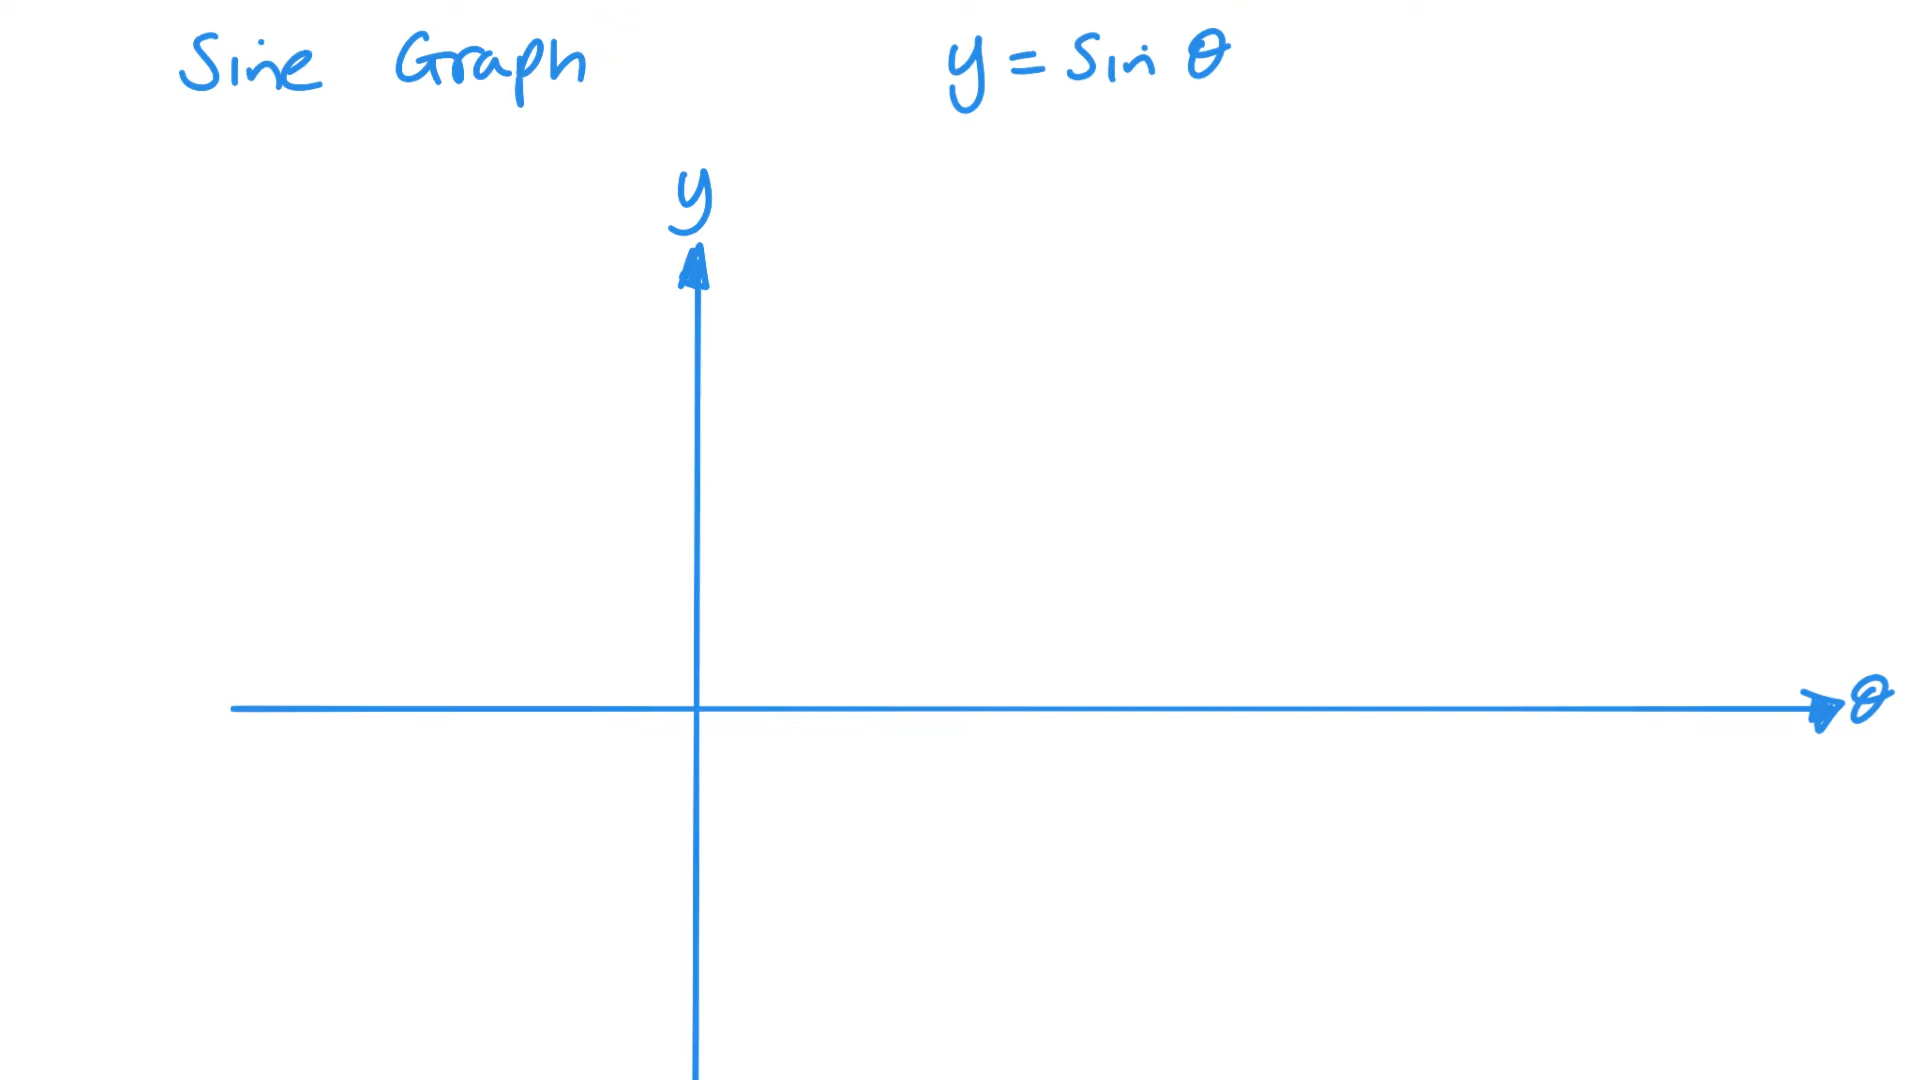 Sine Graph y = sin θ
y
θ